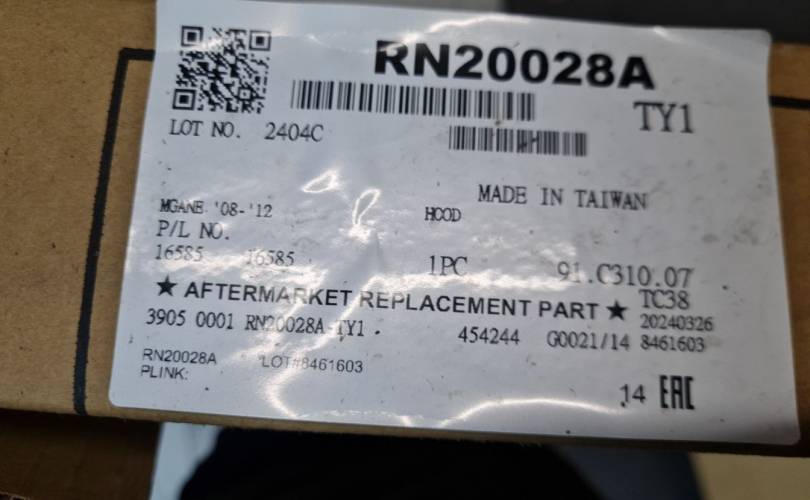 RN20028A
TY1
LOT NO. 2404C
MADE IN TAIWAN
MGANE '08-'12
HOOD
P/L NO.
16585 16585
1PC
91.C310.07
★ AFTERMARKET REPLACEMENT PART ★
TC38
20240326
3905 0001 RN20028A-TY1
454244
G0021/14 8461603
RN20028A LOT#8461603
PLINK:
14 EAC